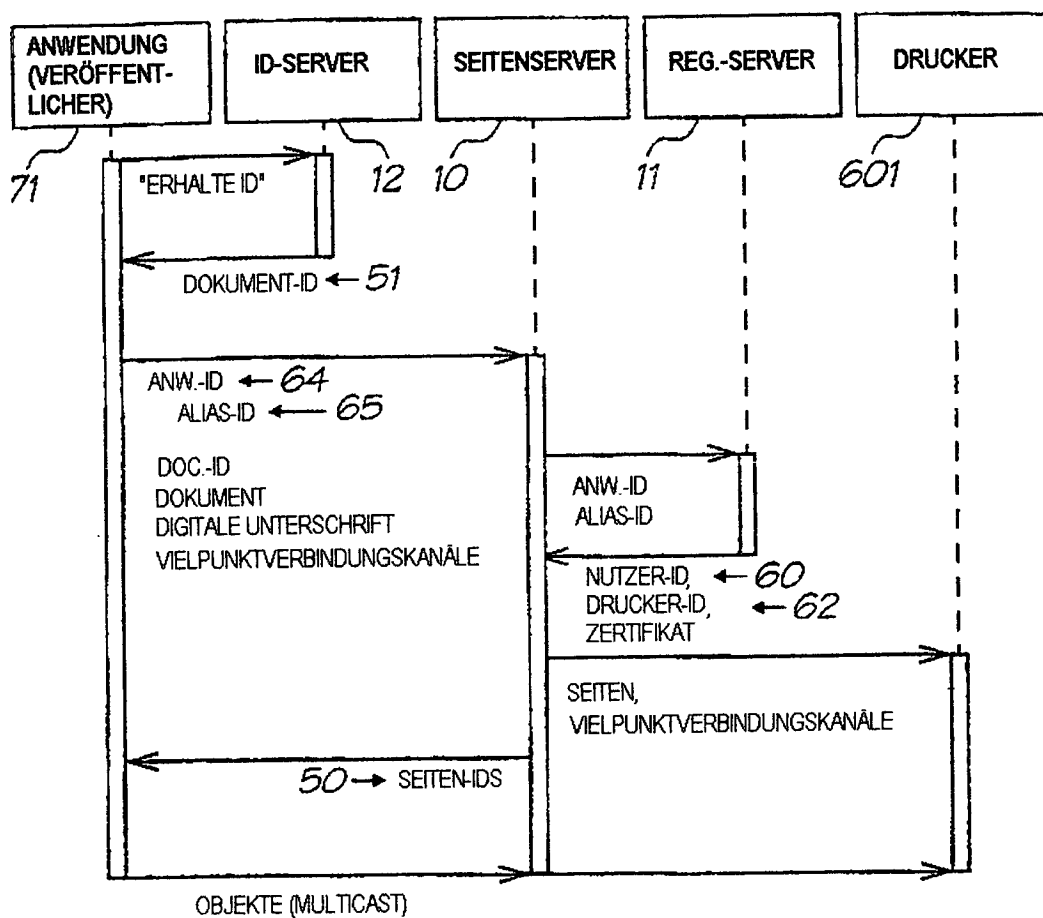 ANWENDUNG
(VERÖFFENT-
LICHER)
ID-SERVER
SEITENSERVER
REG.-SERVER
DRUCKER
71
12
10
11
601
"ERHALTE ID"
DOKUMENT-ID
51
ANW.-ID
64
ALIAS-ID
65
DOC.-ID
DOKUMENT
DIGITALE UNTERSCHRIFT
VIELPUNKTVERBINDUNGSKANÄLE
ANW.-ID
ALIAS-ID
NUTZER-ID,
60
DRUCKER-ID,
62
ZERTIFIKAT
SEITEN,
VIELPUNKTVERBINDUNGSKANÄLE
50
SEITEN-IDS
OBJEKTE (MULTICAST)